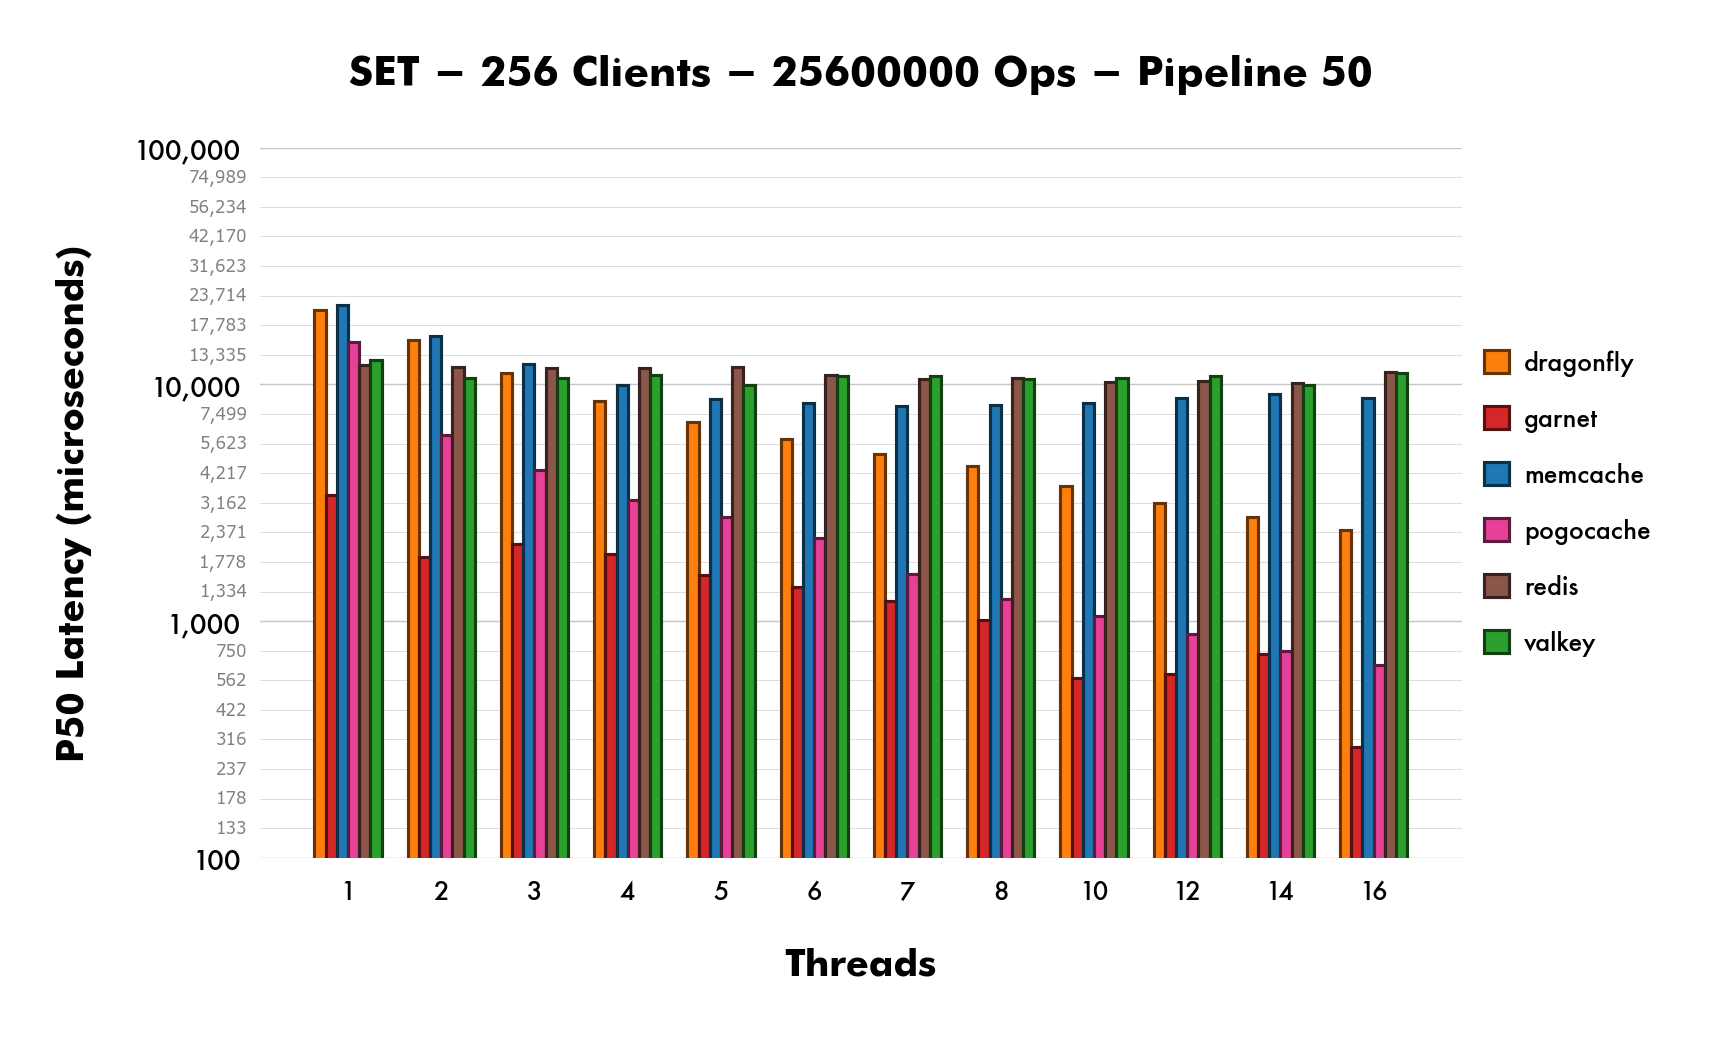 SET – 256 Clients – 25600000 Ops – Pipeline 50
P50 Latency (microseconds)
100,000
74,989
56,234
42,170
31,623
23,714
17,783
13,335
10,000
7,499
5,623
4,217
3,162
2,371
1,778
1,334
1,000
750
562
422
316
237
178
133
100
1 2 3 4 5 6 7 8 10 12 14 16
Threads
dragonfly
garnet
memcache
pogocache
redis
valkey